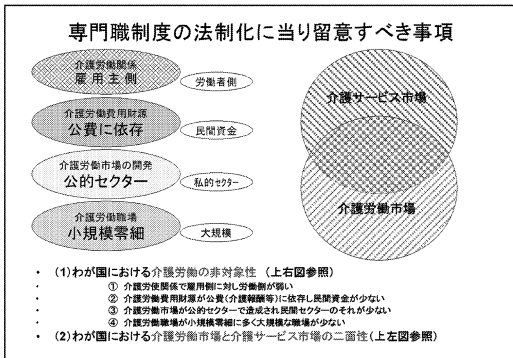 専門職制度の法制化に当り留意すべき事項
介護労働関係
雇用主側
労働者側
介護労働費用財源
公費に依存
民間資金
介護労働市場の開発
公的セクター
私的セクター
介護労働職場
小規模零細
大規模
介護サービス市場
介護労働市場
・ (1)わが国における介護労働の非対象性 (上右図参照)
① 介護労使関係で雇用側に対し労働側が弱い
② 介護労働費用財源が公費(介護報酬等)に依存し民間資金が少ない
③ 介護労働市場が公的セクターで造成され民間セクターのそれが少ない
④ 介護労働職場が小規模零細に多く大規模な職場が少ない
・ (2)わが国における介護労働市場と介護サービス市場の二面性(上左図参照)